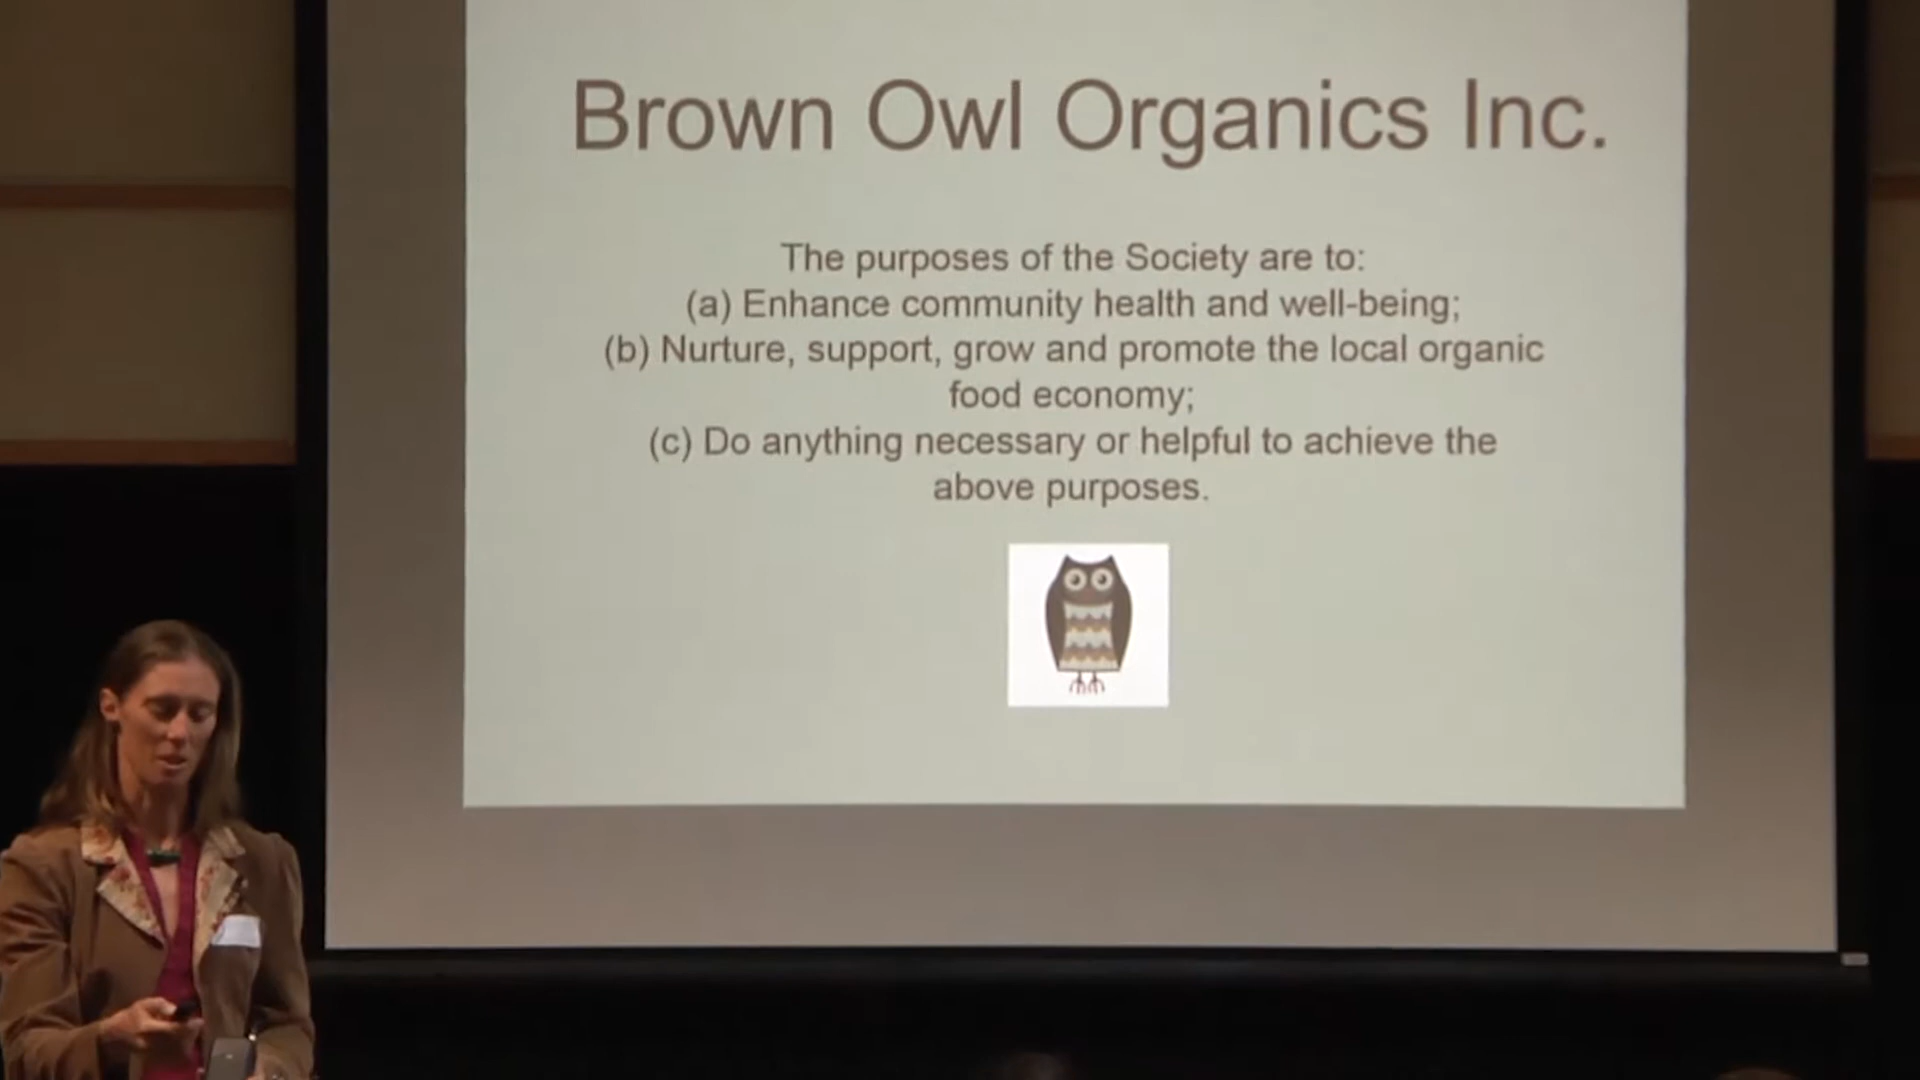 Brown Owl Organics Inc.
The purposes of the Society are to:
(a) Enhance community health and well-being;
(b) Nurture, support, grow and promote the local organic
food economy;
(c) Do anything necessary or helpful to achieve the
above purposes.